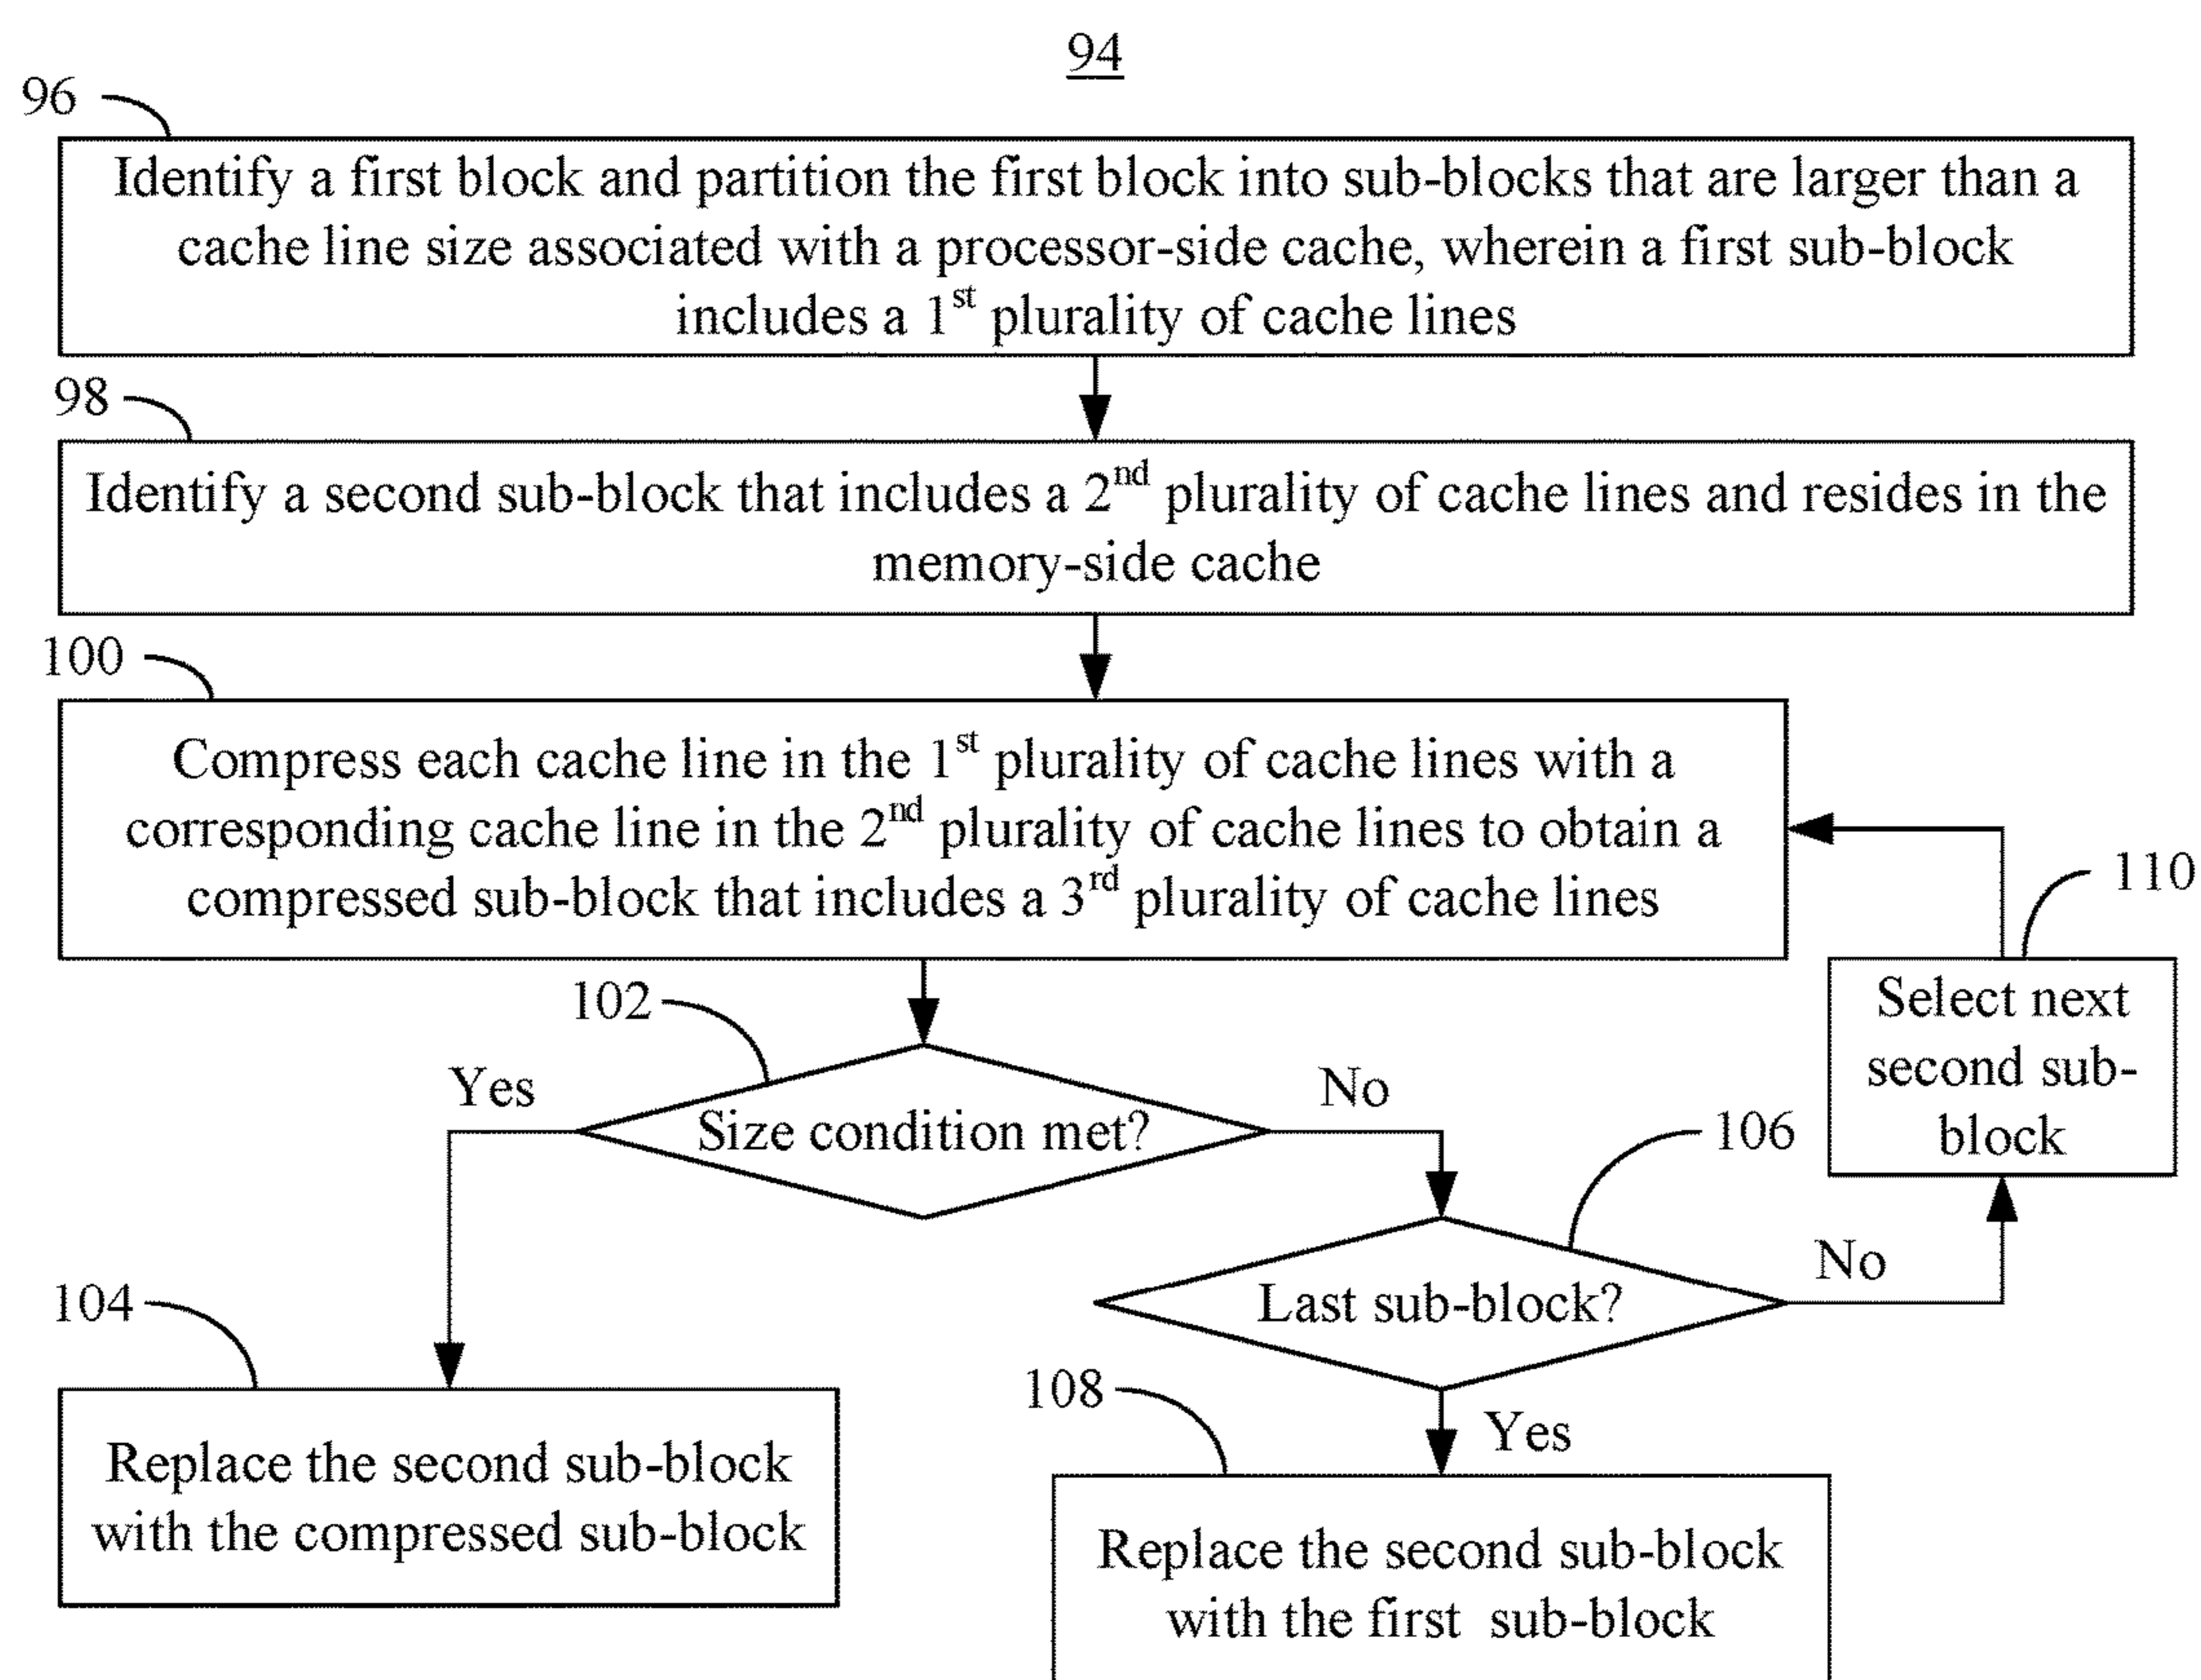 94
96
Identify a first block and partition the first block into sub-blocks that are larger than a
cache line size associated with a processor-side cache, wherein a first sub-block
includes a 1st plurality of cache lines
98
Identify a second sub-block that includes a 2nd plurality of cache lines and resides in the
memory-side cache
100
Compress each cache line in the 1st plurality of cache lines with a
corresponding cache line in the 2nd plurality of cache lines to obtain a
compressed sub-block that includes a 3rd plurality of cache lines
110
Select next
second sub-
block
102
Yes
No
Size condition met?
106
No
Last sub-block?
104
108
Yes
Replace the second sub-block
with the compressed sub-block
Replace the second sub-block
with the first sub-block